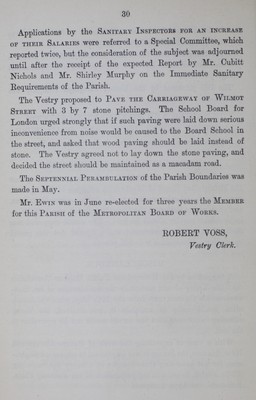 30
Applications by the SANITARY INSPECTORS FOR AN INCREASE
OF THEIR SALARIES were referred to a Special Committee, which
reported twice, but the consideration of the subject was adjourned
until after the receipt of the expected Report by Mr. Cubitt
Nichols and Mr. Shirley Murphy on the Immediate Sanitary
Requirements of the Parish.
The Vestry proposed to PAVE THE CARRIAGEWAY OF WILMOT
STREET with 3 by 7 stone pitchings. The School Board for
London urged strongly that if such paving were laid down serious
inconvenience from noise would be caused to the Board School in
the street, and asked that wood paving should be laid instead of
stone. The Vestry agreed not to lay down the stone paving, and
decided the street should be maintained as a macadam road.
The SEPTENNIAL PERAMBULATION of the Parish Boundaries was
made in May.
Mr. EWIN was in June re-elected for three years the MEMBER
for this PARISH of the METROPOLITAN BOARD OF WORKS.
ROBERT VOSS,
Vestry Clerk.